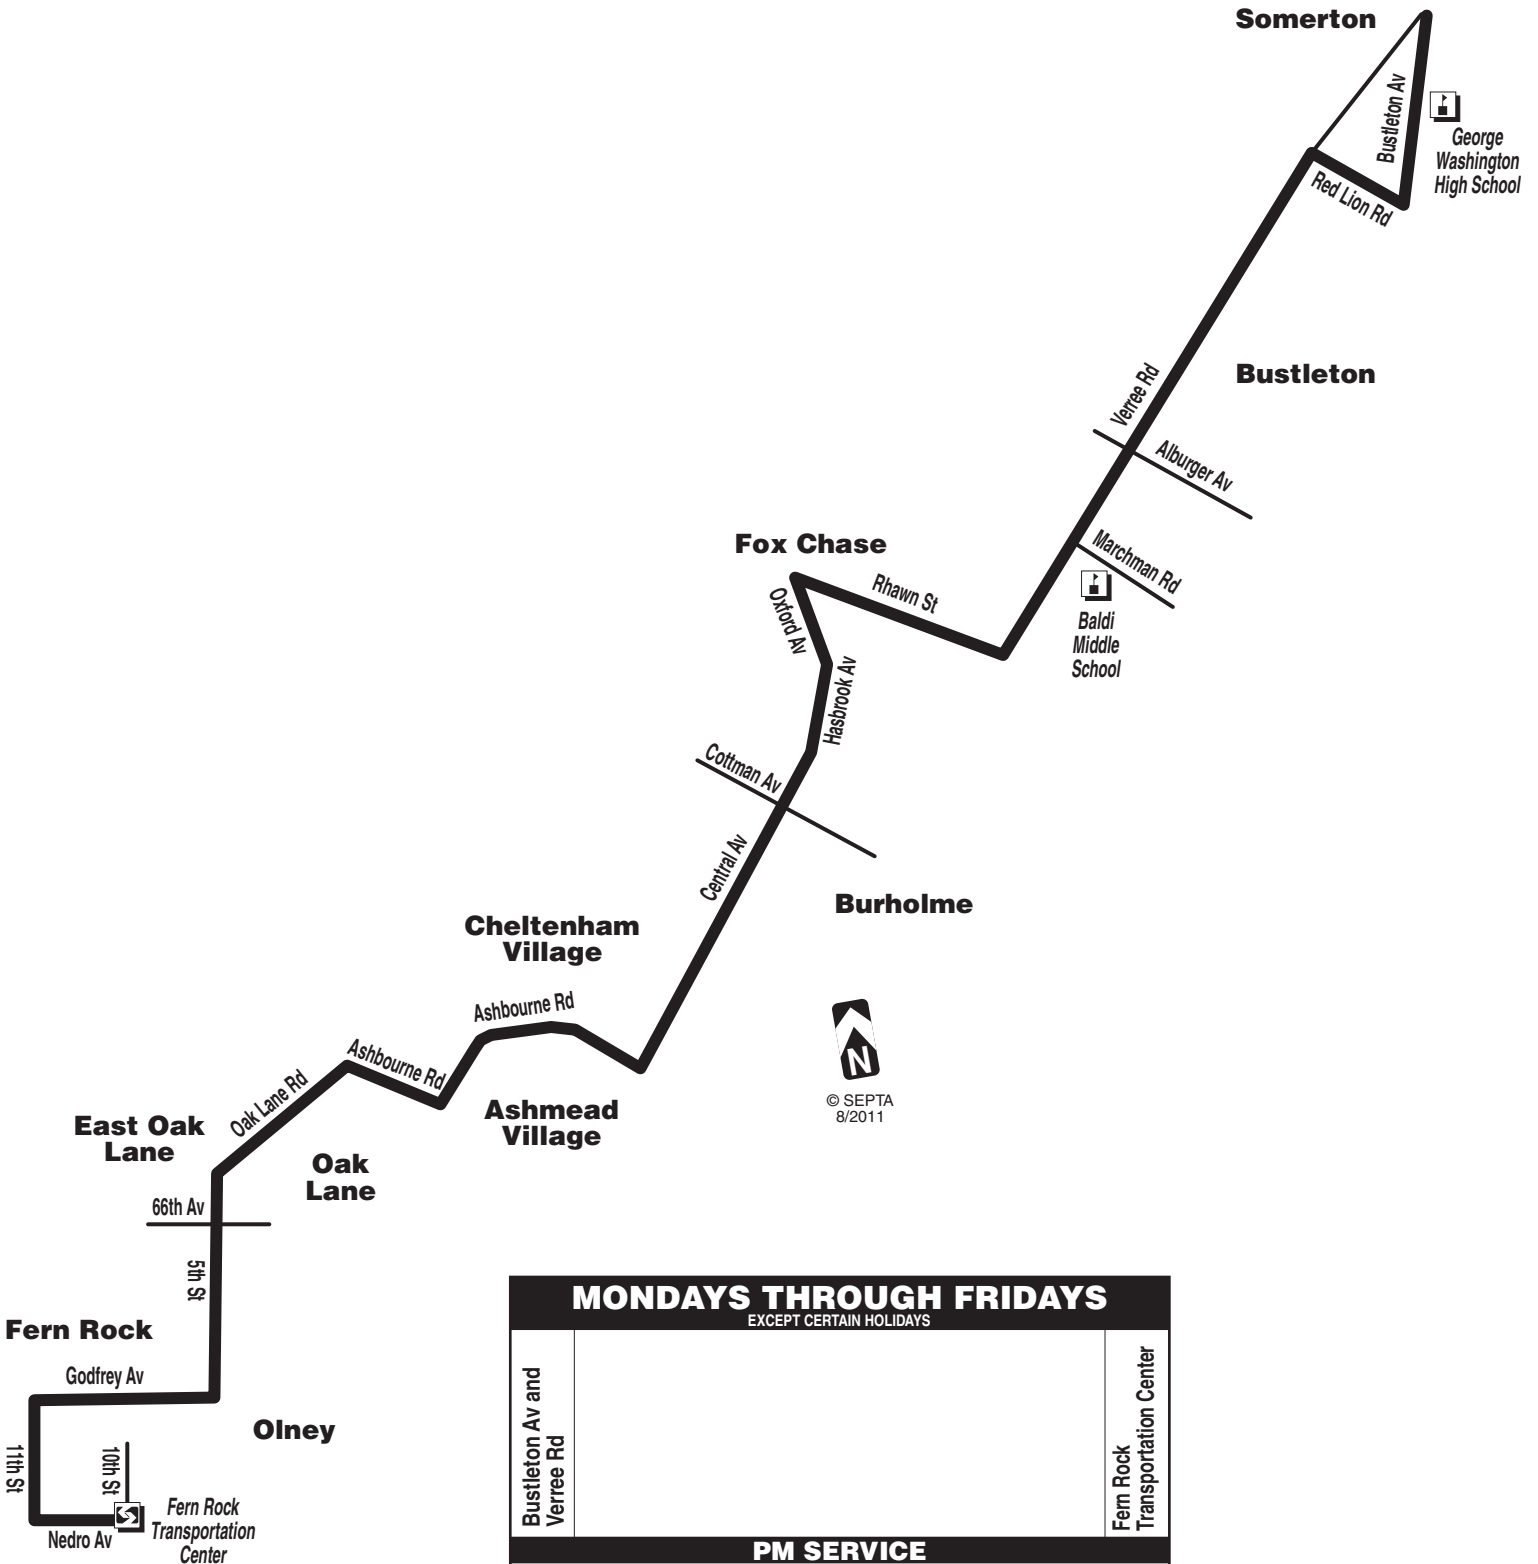 Somerton
Bustleton Av
George
Washington
High School
Red Lion Rd
Verree Rd
Bustleton
Alburger Av
Marchman Rd
Fox Chase
Rhawn St
Oxford Av
Baldi
Middle
School
Hasbrook Av
Cottman Av
Central Av
Burholme
Cheltenham
Village
Ashbourne Rd
N
© SEPTA
8/2011
Ashbourne Rd
Oak Lane Rd
Ashmead
Village
East Oak
Lane
Oak
Lane
66th Av
5th St
Fern Rock
Godfrey Av
Olney
11th St
10th St
Fern Rock
Transportation
Center
Nedro Av
MONDAYS THROUGH FRIDAYS
EXCEPT CERTAIN HOLIDAYS
Bustleton Av and
Verree Rd
Fern Rock
Transportation Center
PM SERVICE